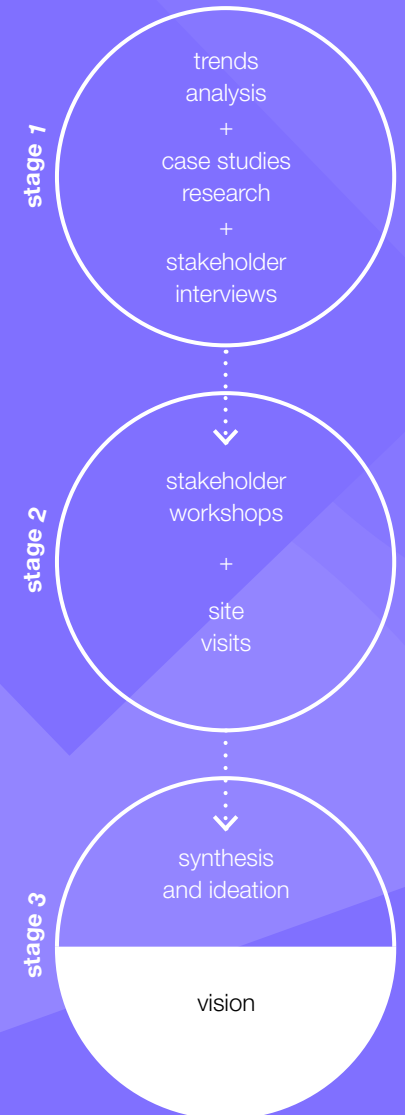 stage 1
trends
analysis
+
case studies
research
+
stakeholder
interviews
stage 2
stakeholder
workshops
+
site
visits
stage 3
synthesis
and ideation
vision